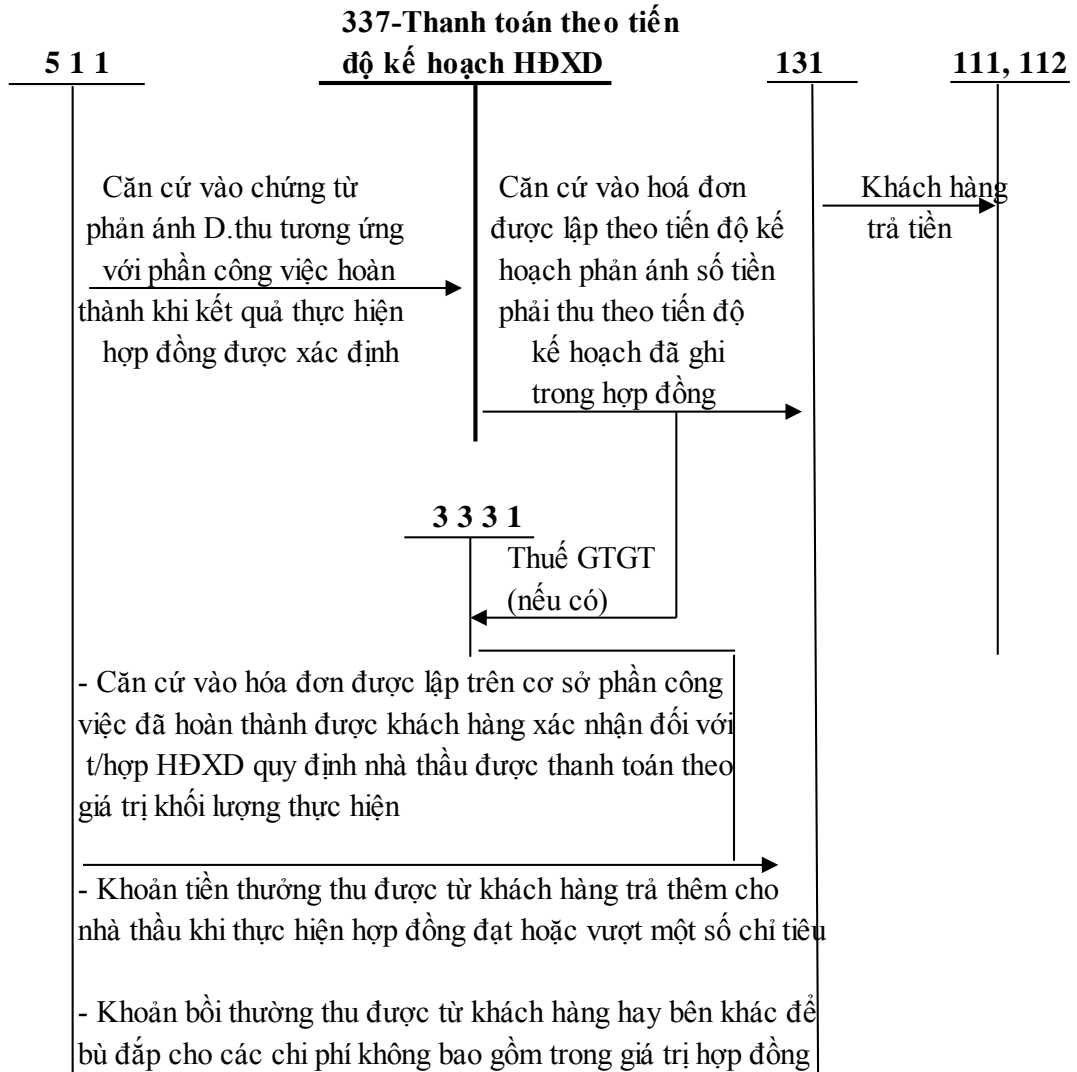 337-Thanh toán theo tiến
độ kế hoạch HĐXD
5 1 1
131
111, 112
Căn cứ vào chứng từ
phản ánh D.thu tương ứng
với phần công việc hoàn
thành khi kết quả thực hiện
hợp đồng được xác định
Căn cứ vào hoá đơn
được lập theo tiến độ kế
hoạch phản ánh số tiền
phải thu theo tiến độ
kế hoạch đã ghi
trong hợp đồng
Khách hàng
trả tiền
3 3 3 1
Thuế GTGT
(nếu có)
- Căn cứ vào hóa đơn được lập trên cơ sở phần công
việc đã hoàn thành được khách hàng xác nhận đối với
t/hợp HĐXD quy định nhà thầu được thanh toán theo
giá trị khối lượng thực hiện
- Khoản tiền thưởng thu được từ khách hàng trả thêm cho
nhà thầu khi thực hiện hợp đồng đạt hoặc vượt một số chỉ tiêu
- Khoản bồi thường thu được từ khách hàng hay bên khác để
bù đắp cho các chi phí không bao gồm trong giá trị hợp đồng